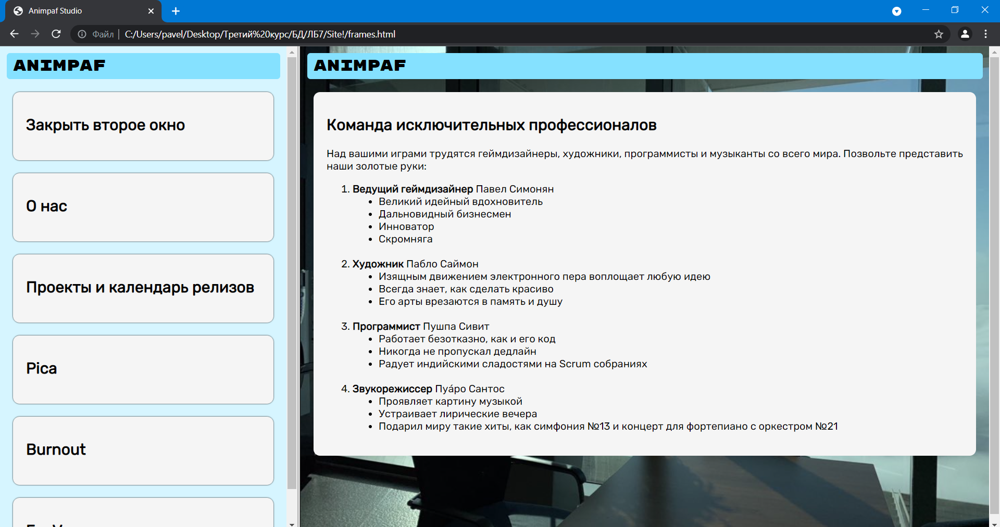 Animpaf Studio
Файл | C:/Users/pavel/Desktop/Третий%20курс/БД/ЛБ7/Site!/frames.html
ANIMPAF
Закрыть второе окно
О нас
Проекты и календарь релизов
Pica
Burnout
ANIMPAF
Команда исключительных профессионалов
Над вашими играми трудятся геймдизайнеры, художники, программисты и музыканты со всего мира. Позвольте представить
наши золотые руки:
1. Ведущий геймдизайнер Павел Симонян
• Великий идейный вдохновитель
• Дальновидный бизнесмен
• Инноватор
• Скромняга
2. Художник Пабло Саймон
• Изящным движением электронного пера воплощает любую идею
• Всегда знает, как сделать красиво
• Его арты врезаются в память и душу
3. Программист Пушпа Сивит
• Работает безотказно, как и его код
• Никогда не пропускал дедлайн
• Радует индийскими сладостями на Scrum собраниях
4. Звукорежиссер Пуáро Сантос
• Проявляет картину музыкой
• Устраивает лирические вечера
• Подарил миру такие хиты, как симфония №13 и концерт для фортепиано с оркестром №21